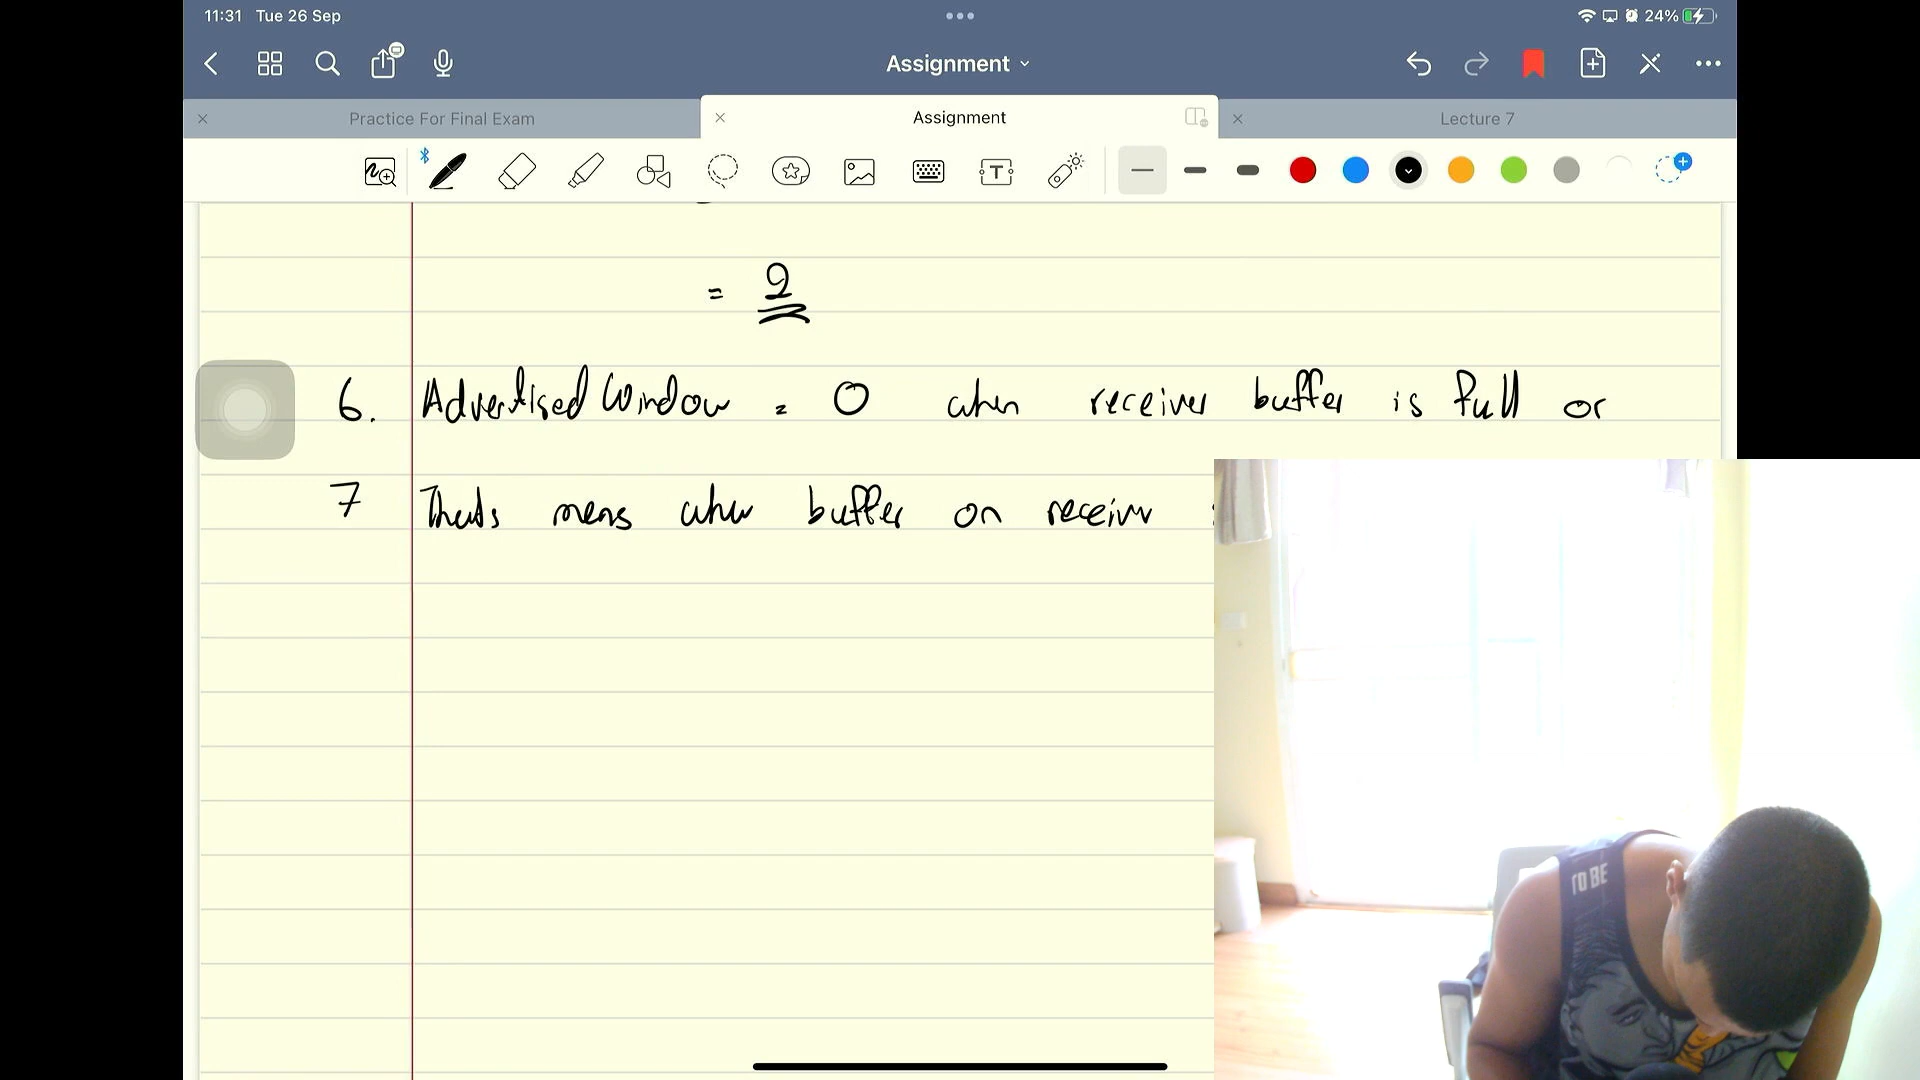 11:31 Tue 26 Sep
24%
Assignment
Practice For Final Exam
Assignment
Lecture 7
T
= 2
6. Advertised Window = 0 when receiver buffer is full or
7 Thats mens when buffer on receivr
TO BE